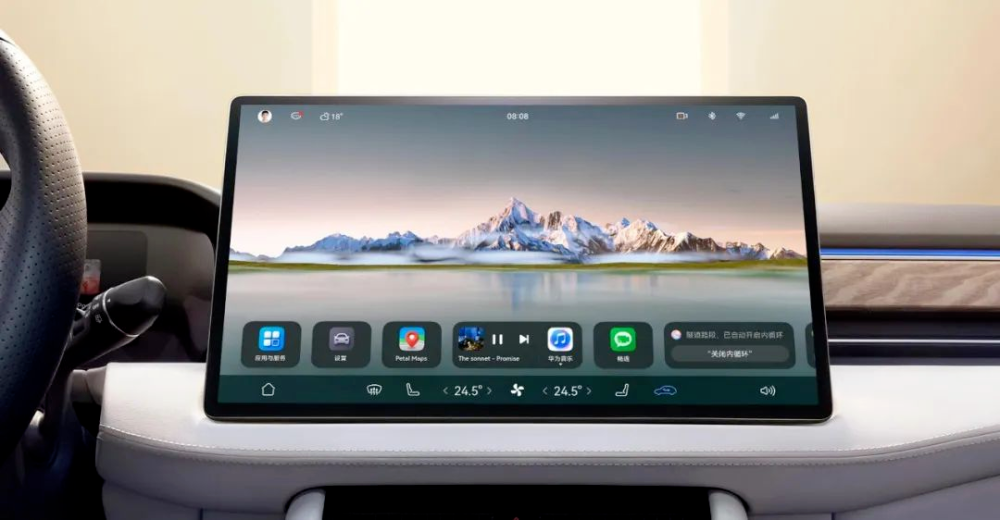 18°
08:08
应用与服务
设置
Petal Maps
The sonnet - Promise
华为音乐
畅连
隧道路段，已自动开启内循环
"关闭内循环"
24.5°
24.5°